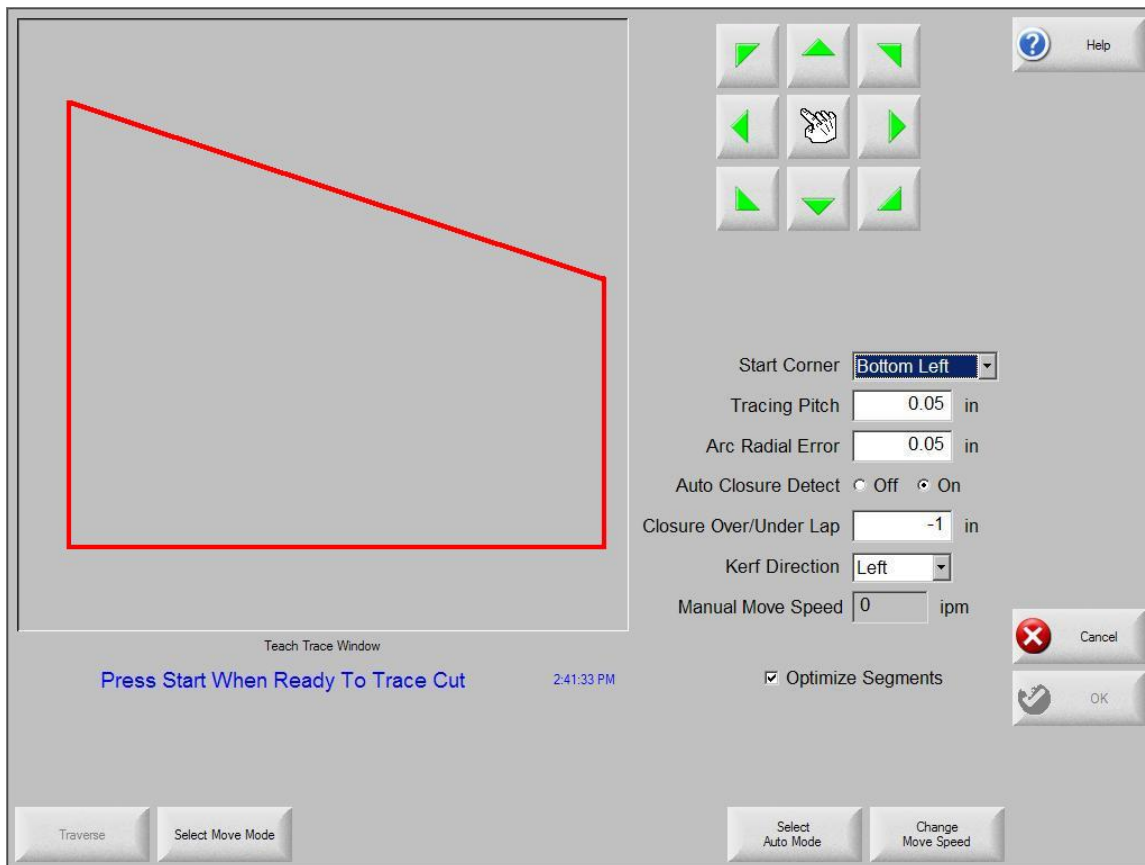 Help
Start Corner Bottom Left
Tracing Pitch 0.05 in
Arc Radial Error 0.05 in
Auto Closure Detect Off On
Closure Over/Under Lap -1 in
Kerf Direction Left
Manual Move Speed 0 ipm
Teach Trace Window
Cancel
Press Start When Ready To Trace Cut 2:41:33 PM
Optimize Segments
OK
Traverse
Select Move Mode
Select
Auto Mode
Change
Move Speed